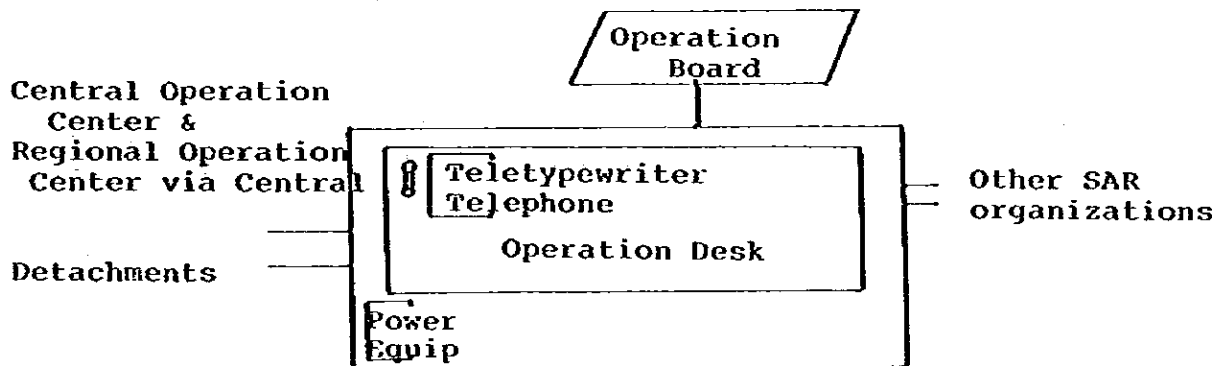 Operation
Board
Central Operation
Center &
Regional Operation
Center via Central
Teletypewriter
Telephone
Operation Desk
Other SAR
organizations
Detachments
Power
Equip